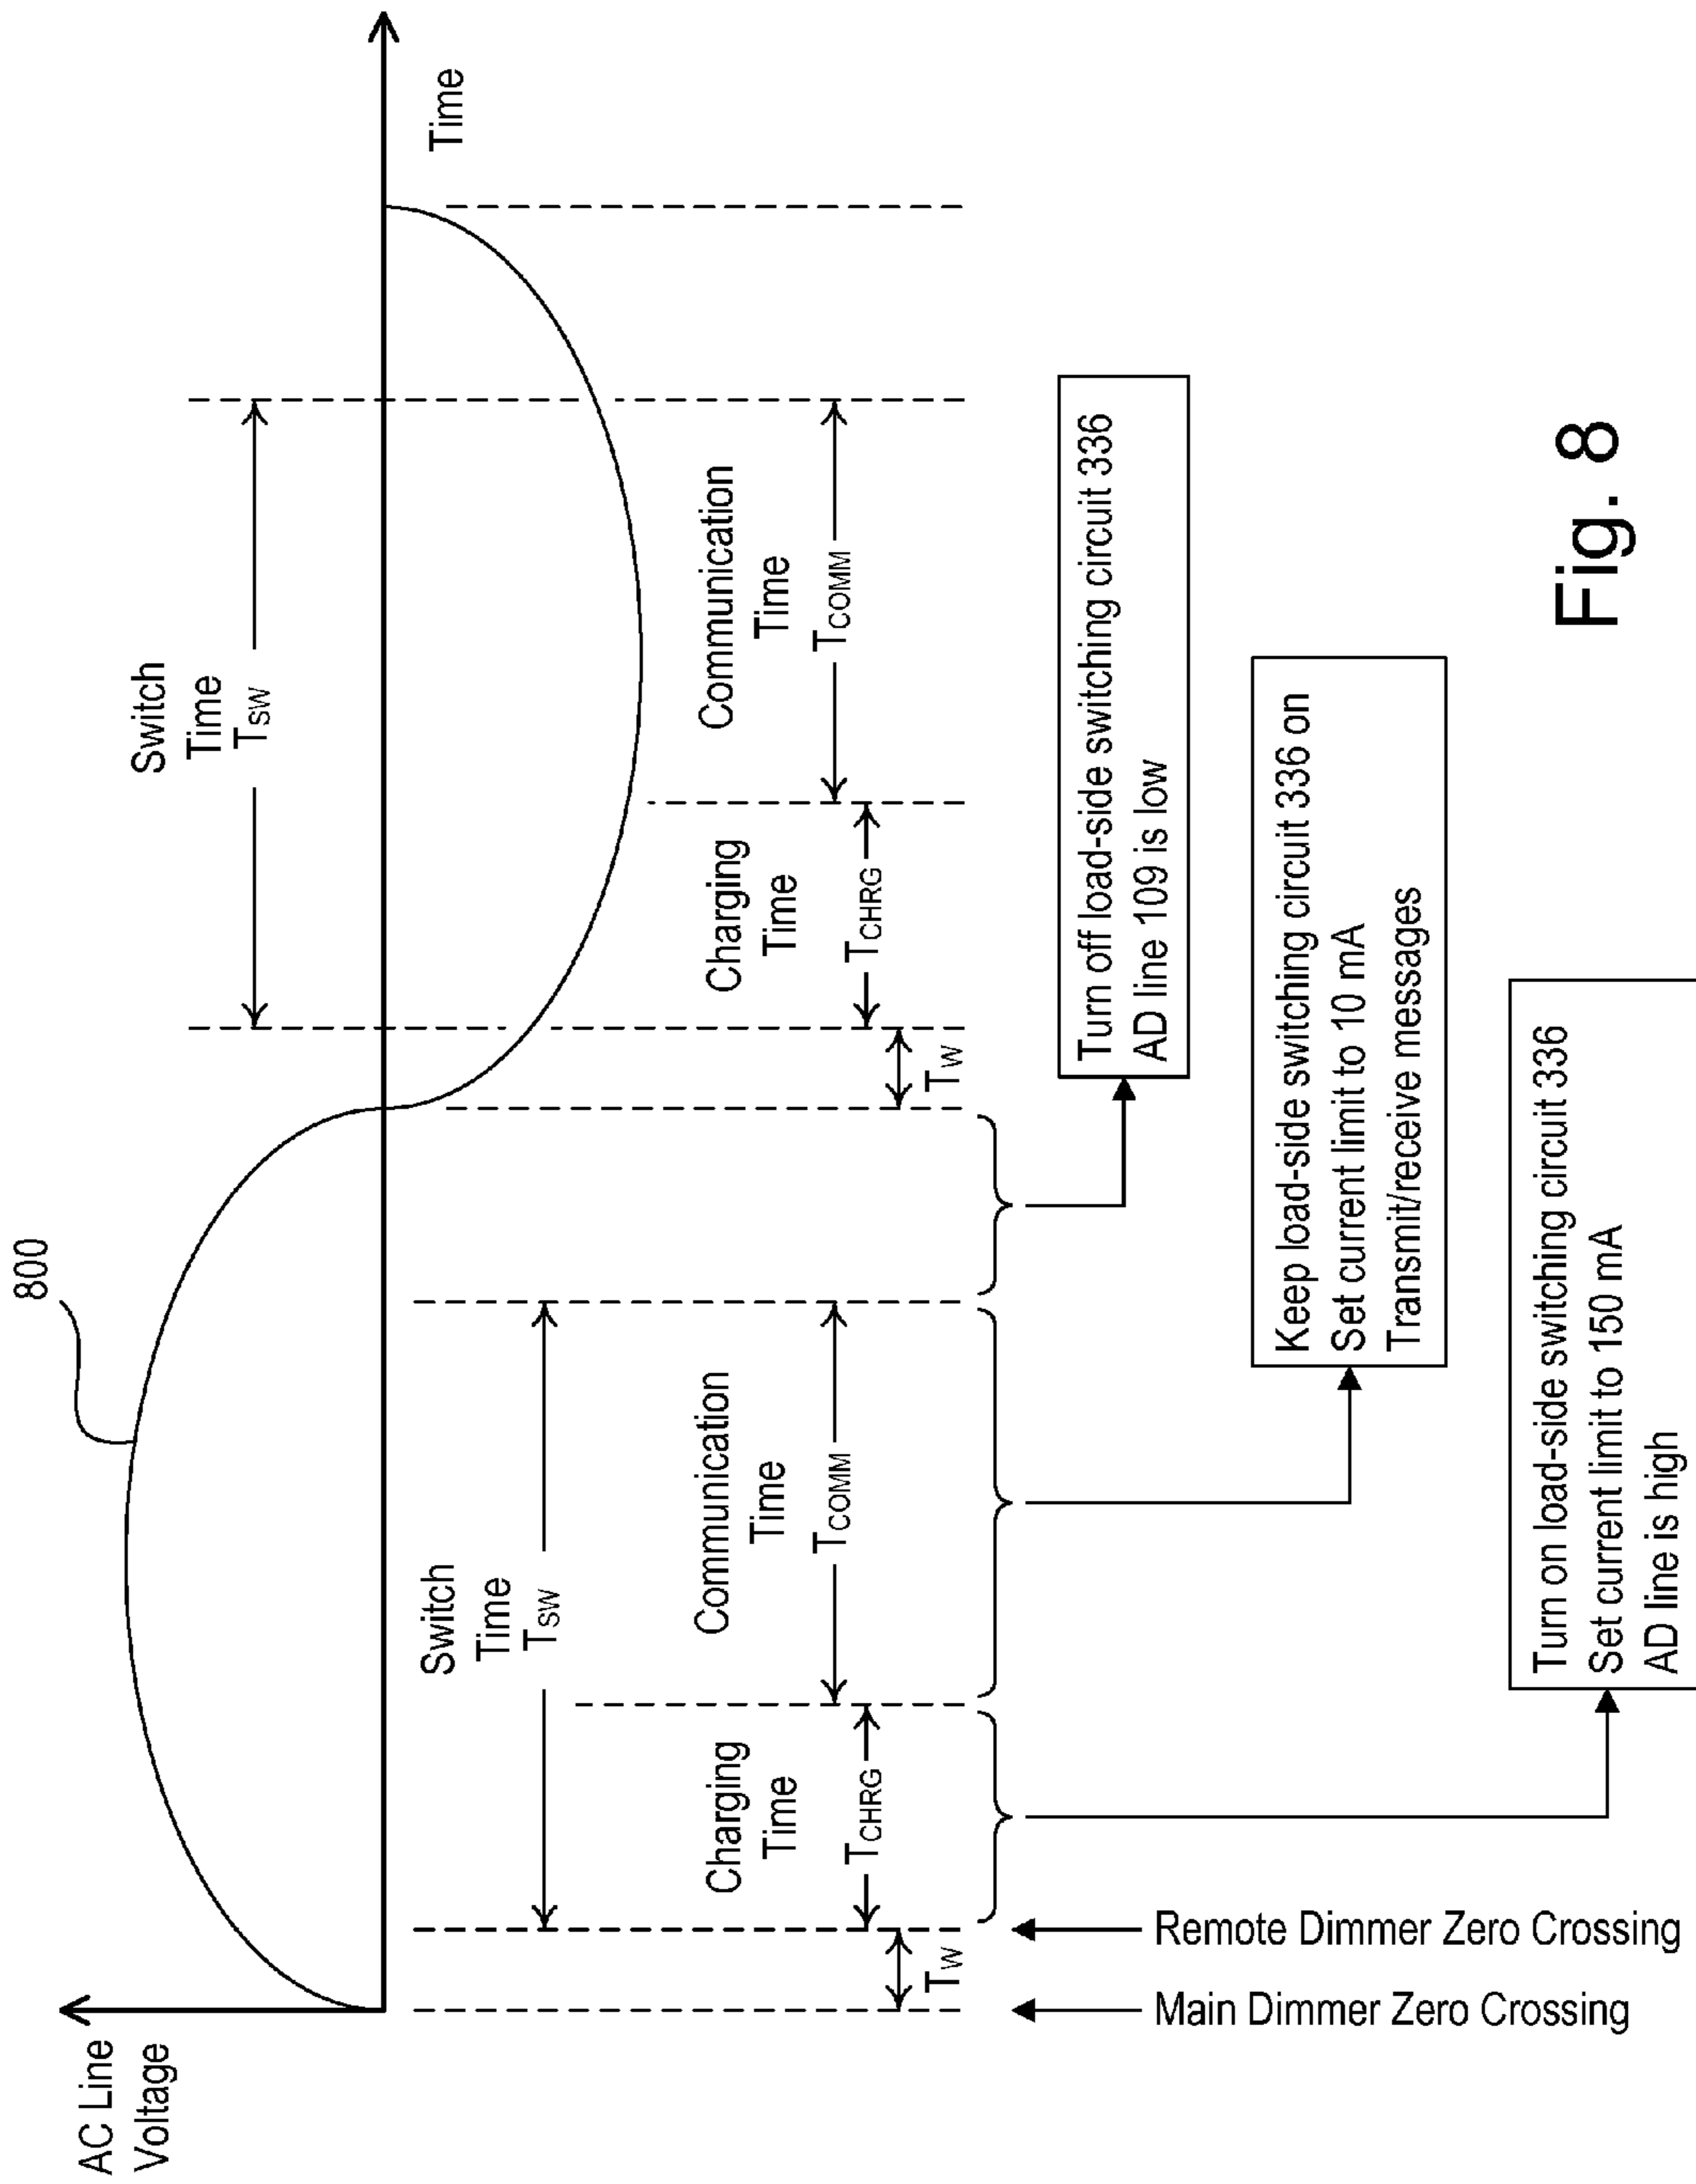 AC Line
Voltage
800
Switch
Time
TSW
Time
Switch
Time
TSW
Charging
Time
TCHRG
Communication
Time
TCOMM
TW
Charging
Time
TCHRG
Communication
Time
TCOMM
TW
Main Dimmer Zero Crossing
Remote Dimmer Zero Crossing
Turn off load-side switching circuit 336
AD line 109 is low
Keep load-side switching circuit 336 on
Set current limit to 10 mA
Transmit/receive messages
Turn on load-side switching circuit 336
Set current limit to 150 mA
AD line is high
Fig. 8